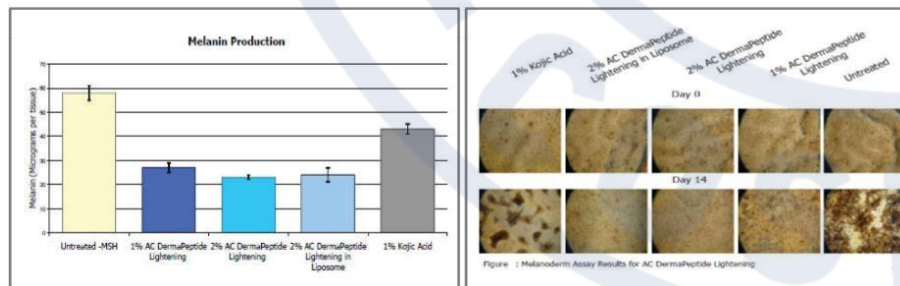 Melanin Production
Melanin (Micrograms per tissue)
70
60
50
40
30
20
10
0
Untreated -MSH
1% AC DermaPeptide
Lightening
2% AC DermaPeptide
Lightening
2% AC DermaPeptide
Lightening in
Liposome
1% Kojic Acid
1% Kojic Acid
2% AC DermaPeptide
Lightening in Liposome
2% AC DermaPeptide
Lightening
1% AC DermaPeptide
Lightening
Untreated
Day 0
Day 14
Figure : Melanoderm Assay Results for AC DermaPeptide Lightening